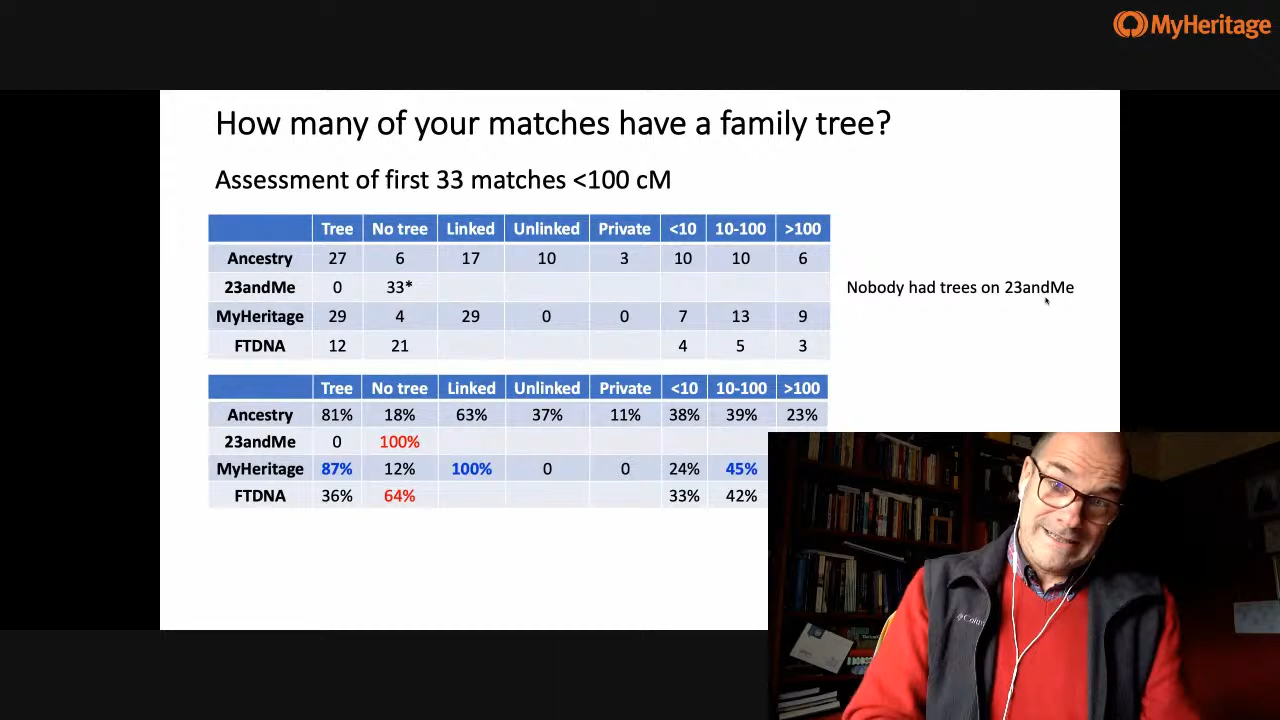 MyHeritage
How many of your matches have a family tree?
Assessment of first 33 matches <100 cM
Tree No tree Linked Unlinked Private <10 10-100 >100
Ancestry 27 6 17 10 3 10 10 6
23andMe 0 33*
Nobody had trees on 23andMe
MyHeritage 29 4 29 0 0 7 13 9
FTDNA 12 21 4 5 3
Tree No tree Linked Unlinked Private <10 10-100 >100
Ancestry 81% 18% 63% 37% 11% 38% 39% 23%
23andMe 0 100%
MyHeritage 87% 12% 100% 0 0 24% 45%
FTDNA 36% 64% 33% 42%